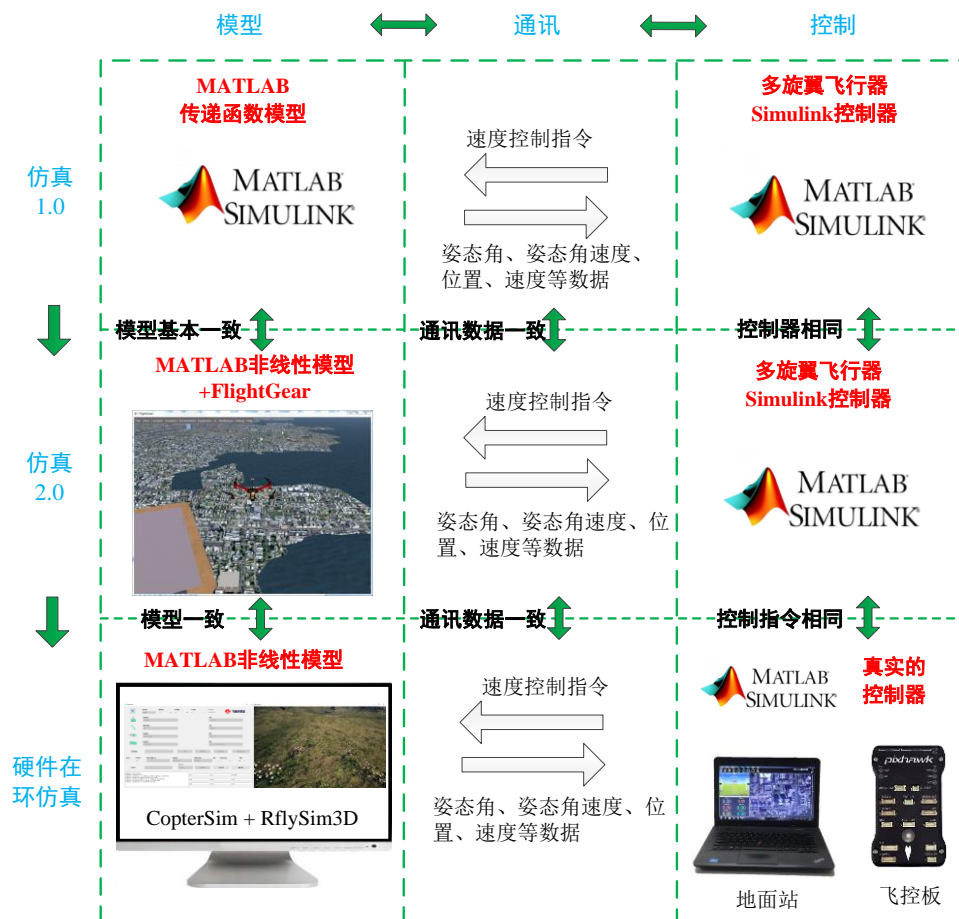 模型
通讯
控制
仿真
1.0
MATLAB
传递函数模型
MATLAB
SIMULINK®
速度控制指令
姿态角、姿态角速度、
位置、速度等数据
多旋翼飞行器
Simulink控制器
MATLAB
SIMULINK®
模型基本一致
通讯数据一致
控制器相同
仿真
2.0
MATLAB非线性模型
+FlightGear
速度控制指令
姿态角、姿态角速度、位
置、速度等数据
多旋翼飞行器
Simulink控制器
MATLAB
SIMULINK®
模型一致
通讯数据一致
控制指令相同
硬件在
环仿真
MATLAB非线性模型
CopterSim + RflySim3D
速度控制指令
姿态角、姿态角速度、位
置、速度等数据
MATLAB
SIMULINK®
真实的
控制器
pixhawk
地面站
飞控板